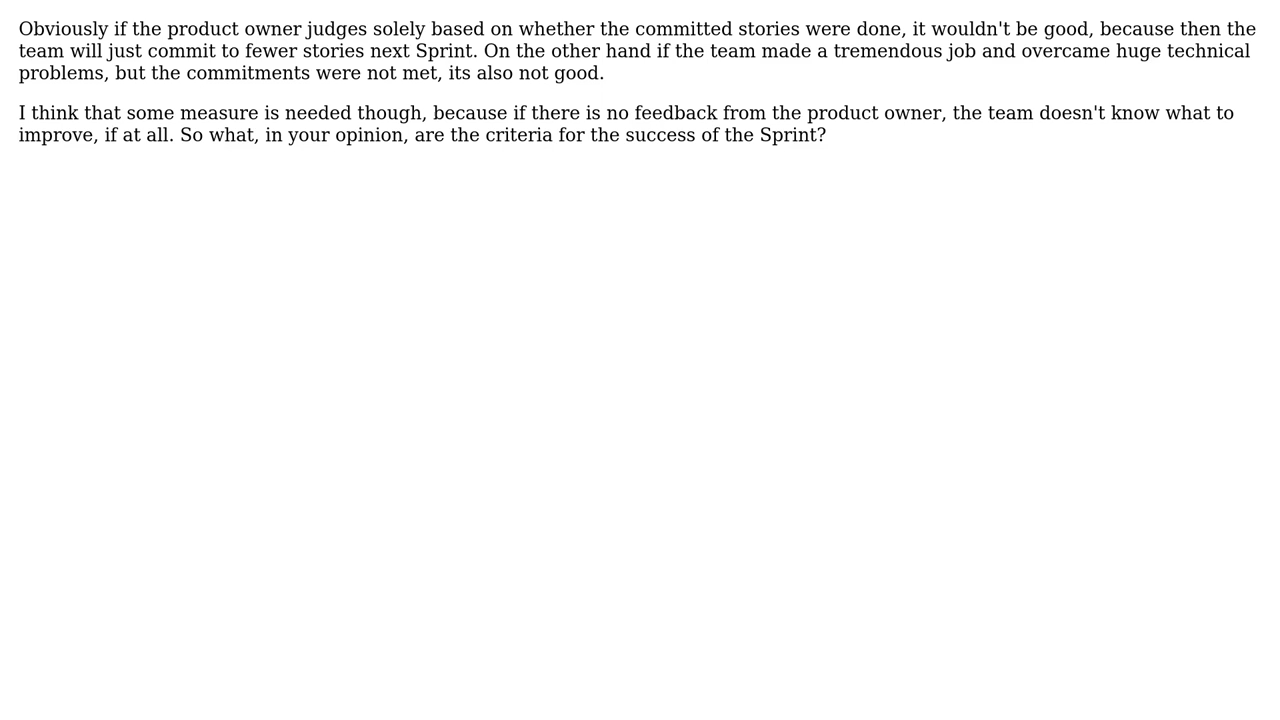 Obviously if the product owner judges solely based on whether the committed stories were done, it wouldn't be good, because then the
team will just commit to fewer stories next Sprint. On the other hand if the team made a tremendous job and overcame huge technical
problems, but the commitments were not met, its also not good.
I think that some measure is needed though, because if there is no feedback from the product owner, the team doesn't know what to
improve, if at all. So what, in your opinion, are the criteria for the success of the Sprint?